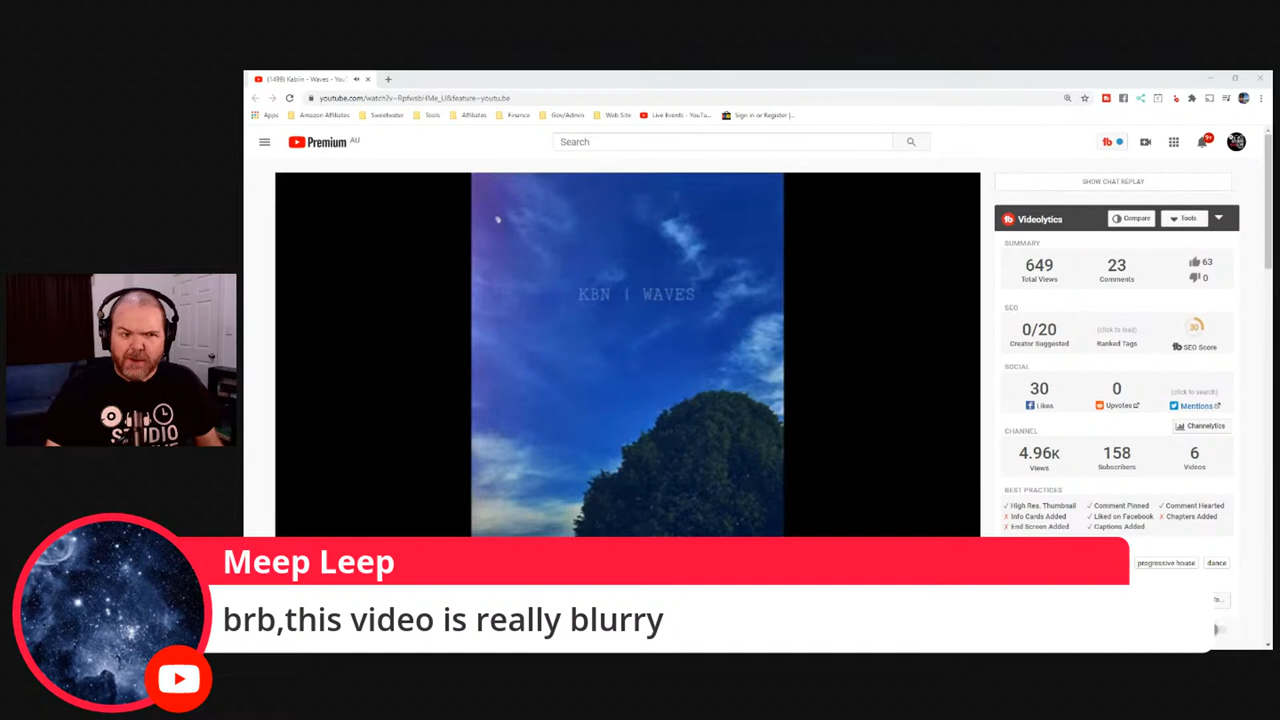 (1499) Kabiin - Waves - You
youtube.com/watch?v=RpfwsbHMe_U&feature=youtu.be
Apps Amazon Affiliates Sweetwater Tools Affiliates Finance Gov/Admin Web Site Live Events - YouTu... Sign in or Register |...
Premium AU
Search
9+
SHOW CHAT REPLAY
Videolytics Compare Tools
SUMMARY
649 23 63
Total Views Comments 0
SEO
0/20 (click to load) 30
Creator Suggested Ranked Tags SEO Score
SOCIAL
30 0 (click to search)
Likes Upvotes Mentions
CHANNEL Channelytics
4.96K 158 6
Views Subscribers Videos
BEST PRACTICES
✓ High Res. Thumbnail ✓ Comment Pinned ✓ Comment Hearted
✗ Info Cards Added ✓ Liked on Facebook ✗ Chapters Added
✗ End Screen Added ✓ Captions Added
progressive house dance
KBN | WAVES
STUDIO
Meep Leep
brb,this video is really blurry